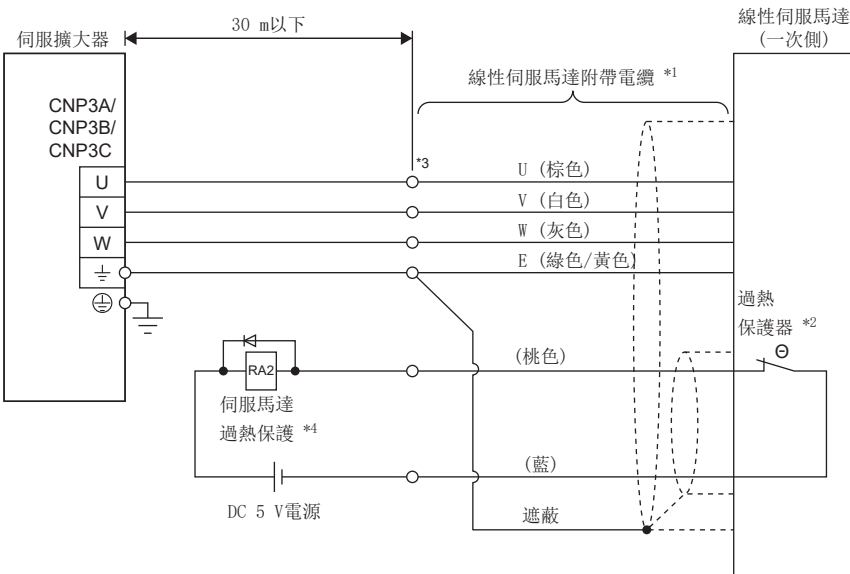 伺服擴大器
30 m以下
線性伺服馬達
(一次側)
線性伺服馬達附帶電纜 *1
CNP3A/
CNP3B/
CNP3C
*3
U
U (棕色)
V
V (白色)
W
W (灰色)
E (綠色/黃色)
過熱
保護器 *2
RA2
(桃色)
Θ
伺服馬達
過熱保護 *4
(藍)
DC 5 V電源
遮蔽